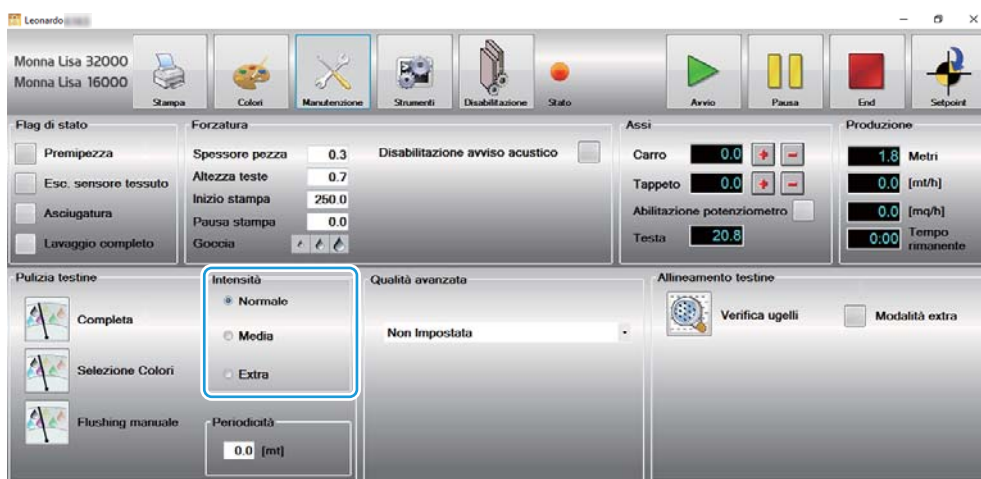 Leonardo
Monna Lisa 32000
Monna Lisa 16000
Stampa
Colori
Manutenzione
Strumenti
Disabilitazione
Stato
Avvio
Pausa
End
Setpoint
Flag di stato
Premipezza
Esc. sensore tessuto
Asciugatura
Lavaggio completo
Forzatura
Spessore pezza 0.3
Altezza teste 0.7
Inizio stampa 250.0
Pausa stampa 0.0
Goccia
Disabilitazione avviso acustico
Assi
Carro 0.0
Tappeto 0.0
Abilitazione potenziometro
Testa 20.8
Produzione
1.8 Metri
0.0 [mt/h]
0.0 [mq/h]
0:00 Tempo
rimanente
Pulizia testine
Completa
Selezione Colori
Flushing manuale
Intensità
Normale
Media
Extra
Periodicità
0.0 [mt]
Qualità avanzata
Non Impostata
Allineamento testine
Verifica ugelli
Modalità extra